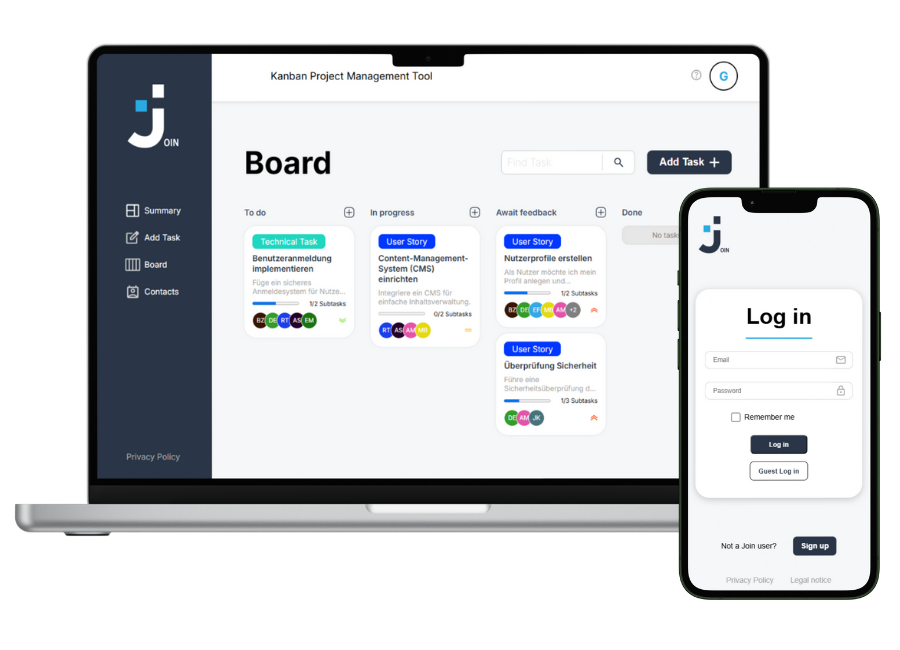 Kanban Project Management Tool
G
JOIN
Board
Find Task
Add Task
Summary
Add Task
Board
Contacts
Privacy Policy
To do
Technical Task
Benutzeranmeldung
implementieren
Füge ein sicheres
Anmeldesystem für Nutze...
1/2 Subtasks
BZ DE RT AS EM
In progress
User Story
Content-Management-
System (CMS)
einrichten
Integriere ein CMS für
einfache Inhaltsverwaltung.
0/2 Subtasks
RT AS AM MS
Await feedback
User Story
Nutzerprofile erstellen
Als Nutzer möchte ich mein
Profil anlegen und...
1/2 Subtasks
BZ DE EF AM +2
User Story
Überprüfung Sicherheit
Führe eine
Sicherheitsüberprüfung d...
1/3 Subtasks
DE AM JK
Done
No task
JOIN
Log in
Email
Password
Remember me
Log in
Guest Log in
Not a Join user?
Sign up
Privacy Policy
Legal notice